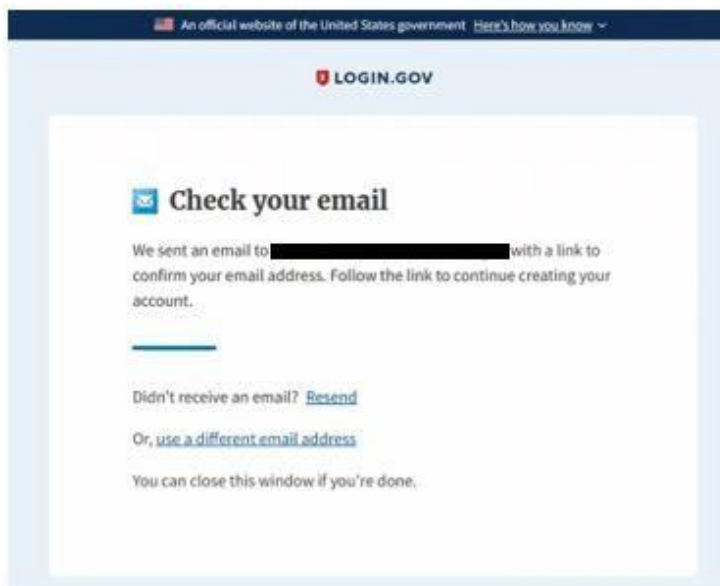 An official website of the United States government Here's how you know
LOGIN.GOV
Check your email
We sent an email to with a link to
confirm your email address. Follow the link to continue creating your
account.
Didn't receive an email? Resend
Or, use a different email address
You can close this window if you're done.